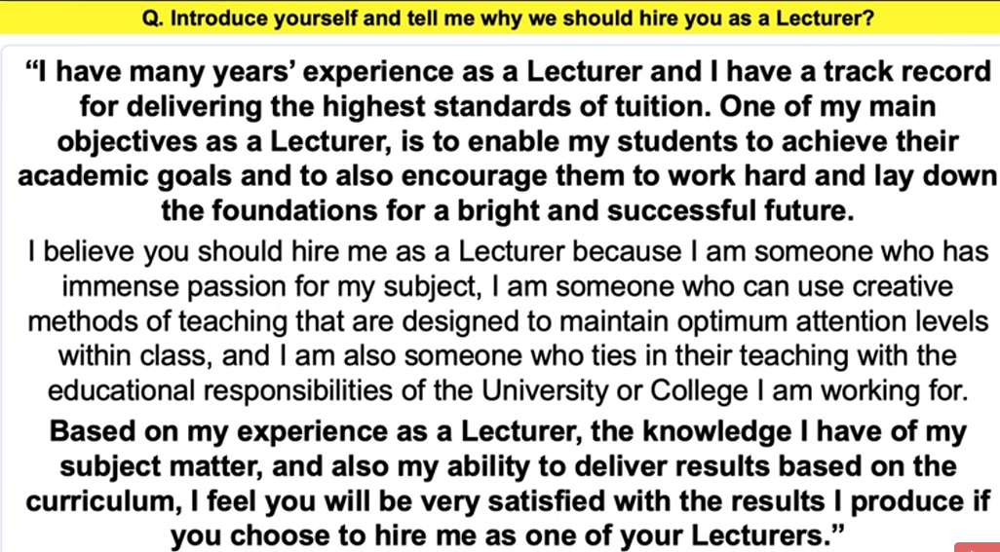 Q. Introduce yourself and tell me why we should hire you as a Lecturer?
“I have many years’ experience as a Lecturer and I have a track record
for delivering the highest standards of tuition. One of my main
objectives as a Lecturer, is to enable my students to achieve their
academic goals and to also encourage them to work hard and lay down
the foundations for a bright and successful future.
I believe you should hire me as a Lecturer because I am someone who has
immense passion for my subject, I am someone who can use creative
methods of teaching that are designed to maintain optimum attention levels
within class, and I am also someone who ties in their teaching with the
educational responsibilities of the University or College I am working for.
Based on my experience as a Lecturer, the knowledge I have of my
subject matter, and also my ability to deliver results based on the
curriculum, I feel you will be very satisfied with the results I produce if
you choose to hire me as one of your Lecturers.”